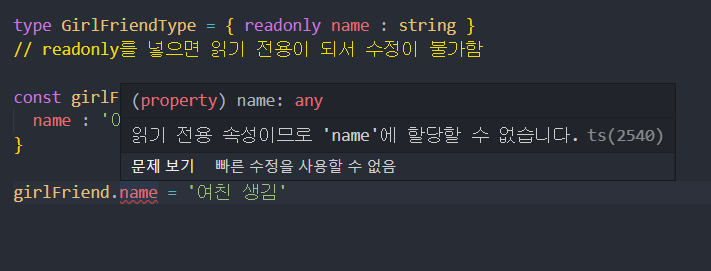 type GirlFriendType = { readonly name : string }
// readonly를 넣으면 읽기 전용이 되서 수정이 불가함
const girlF
(property) name: any
name : '
읽기 전용 속성이므로 'name'에 할당할 수 없습니다. ts(2540)
}
문제 보기 빠른 수정을 사용할 수 없음
girlFriend.name = '여친 생김'